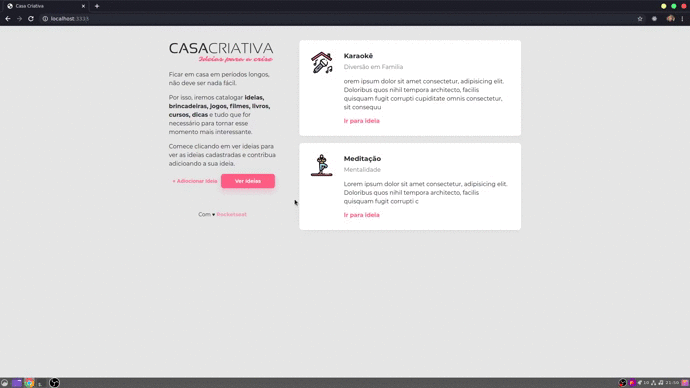 Casa Criativa
localhost:3333
CASACRIATIVA
Ideias para a crise
Ficar em casa em períodos longos,
não deve ser nada fácil.
Por isso, iremos catalogar ideias,
brincadeiras, jogos, filmes, livros,
cursos, dicas e tudo que for
necessário para tornar esse
momento mais interessante.
Comece clicando em ver ideias para
ver as ideias cadastradas e contribua
adicioando a sua ideia.
+ Adiocionar ideia
Ver Ideias
Com ♥ Rocketseat
Karaokê
Diversão em Família
orem ipsum dolor sit amet consectetur, adipisicing elit.
Doloribus quos nihil tempora architecto, facilis
quisquam fugit corrupti cupiditate omnis consectetur,
sit consequu
Ir para ideia
Meditação
Mentalidade
Lorem ipsum dolor sit amet consectetur, adipisicing elit.
Doloribus quos nihil tempora architecto, facilis
quisquam fugit corrupti c
Ir para ideia